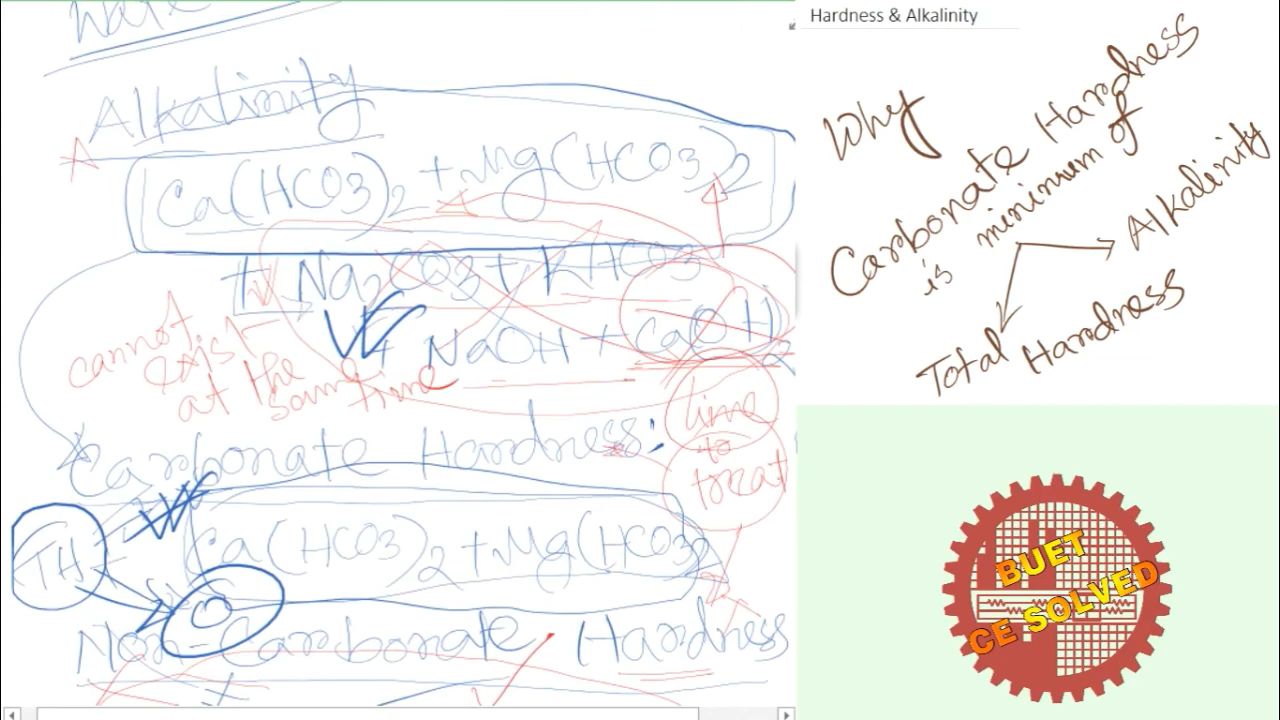 Hardness & Alkalinity
Alkalinity
Ca(HCO3)2 + Mg(HCO3)2
+ Na2CO3 + KHCO3
+ NaOH + Ca(OH)2
cannot
exist
at the
same time
lime
to
treat
Carbonate Hardness:
Ca(HCO3)2 + Mg(HCO3)2
TH
O
Non-Carbonate Hardness
Why
Carbonate Hardness
is minimum of
Alkalinity
Total Hardness
BUET
CE SOLVED